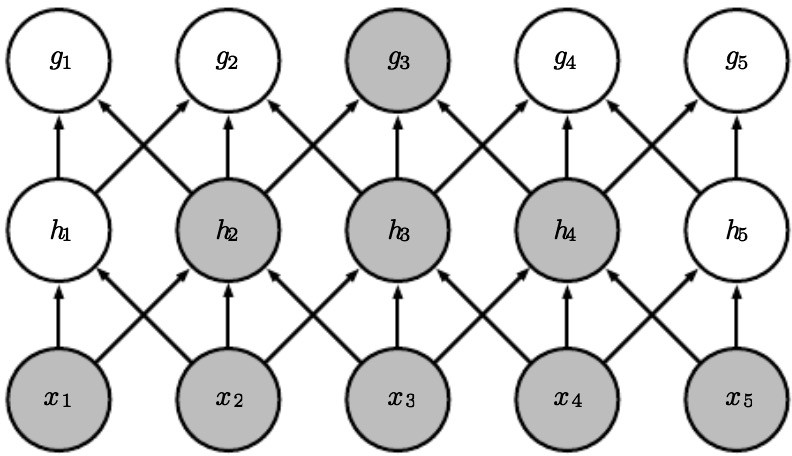 g₁ g₂ g₃ g₄ g₅
h₁ h₂ h₃ h₄ h₅
x₁ x₂ x₃ x₄ x₅